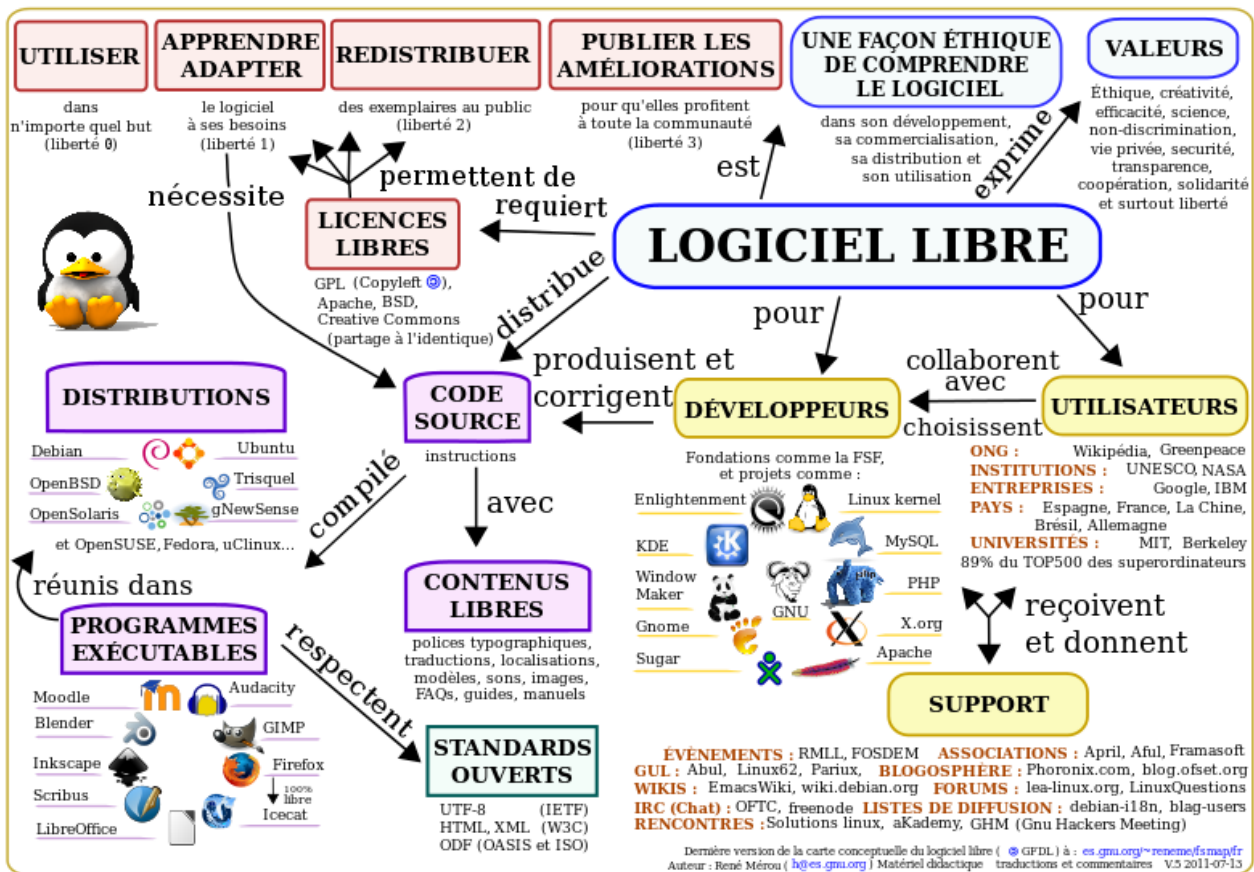 UTILISER
dans
n'importe quel but
(liberté 0)
APPRENDRE
ADAPTER
le logiciel
à ses besoins
(liberté 1)
REDISTRIBUER
des exemplaires au public
(liberté 2)
PUBLIER LES
AMÉLIORATIONS
pour qu'elles profitent
à toute la communauté
(liberté 3)
UNE FAÇON ÉTHIQUE
DE COMPRENDRE
LE LOGICIEL
dans son développement,
sa commercialisation,
sa distribution et
son utilisation
VALEURS
Éthique, créativité,
efficacité, science,
non-discrimination,
vie privée, securité,
transparence,
coopération, solidarité
et surtout liberté
est
exprime
nécessite
permettent de
requiert
LICENCES
LIBRES
GPL (Copyleft), 
Apache, BSD,
Creative Commons
(partage à l'identique)
LOGICIEL LIBRE
distribue
pour
pour
produisent et
corrigent
collaborent
avec
choisissent
DISTRIBUTIONS
Debian
Ubuntu
OpenBSD
Trisquel
OpenSolaris
gNewSense
et OpenSUSE, Fedora, uClinux...
CODE
SOURCE
instructions
compilé
avec
DÉVELOPPEURS
Fondations comme la FSF,
et projets comme :
Enlightenment
Linux kernel
KDE
MySQL
Window
Maker
GNU
PHP
Gnome
X.org
Sugar
Apache
UTILISATEURS
ONG : Wikipédia, Greenpeace
INSTITUTIONS : UNESCO, NASA
ENTREPRISES : Google, IBM
PAYS : Espagne, France, La Chine,
Brésil, Allemagne
UNIVERSITÉS : MIT, Berkeley
89% du TOP500 des superordinateurs
réunis dans
PROGRAMMES
EXÉCUTABLES
Moodle
Audacity
Blender
GIMP
Inkscape
Firefox
100%
libre
Scribus
Icecat
LibreOffice
respectent
CONTENUS
LIBRES
polices typographiques,
traductions, localisations,
modèles, sons, images,
FAQs, guides, manuels
STANDARDS
OUVERTS
UTF-8 (IETF)
HTML, XML (W3C)
ODF (OASIS et ISO)
reçoivent
et donnent
SUPPORT
ÉVÈNEMENTS : RMLL, FOSDEM ASSOCIATIONS : April, Aful, Framasoft
GUL : Abul, Linux62, Pariux, BLOGOSPHÈRE : Phoronix.com, blog.ofset.org
WIKIS : EmacsWiki, wiki.debian.org FORUMS : lea-linux.org, LinuxQuestions
IRC (Chat) : OFTC, freenode LISTES DE DIFFUSION : debian-i18n, blag-users
RENCONTRES : Solutions linux, aKademy, GHM (Gnu Hackers Meeting)
Dernière version de la carte conceptuelle du logiciel libre ( GFDL ) à : es.gnu.org/~reneme/fsmap/fr
Auteur : René Mérou ( h@es.gnu.org ) Matériel didactique traductions et commentaires V.5 2011-07-13